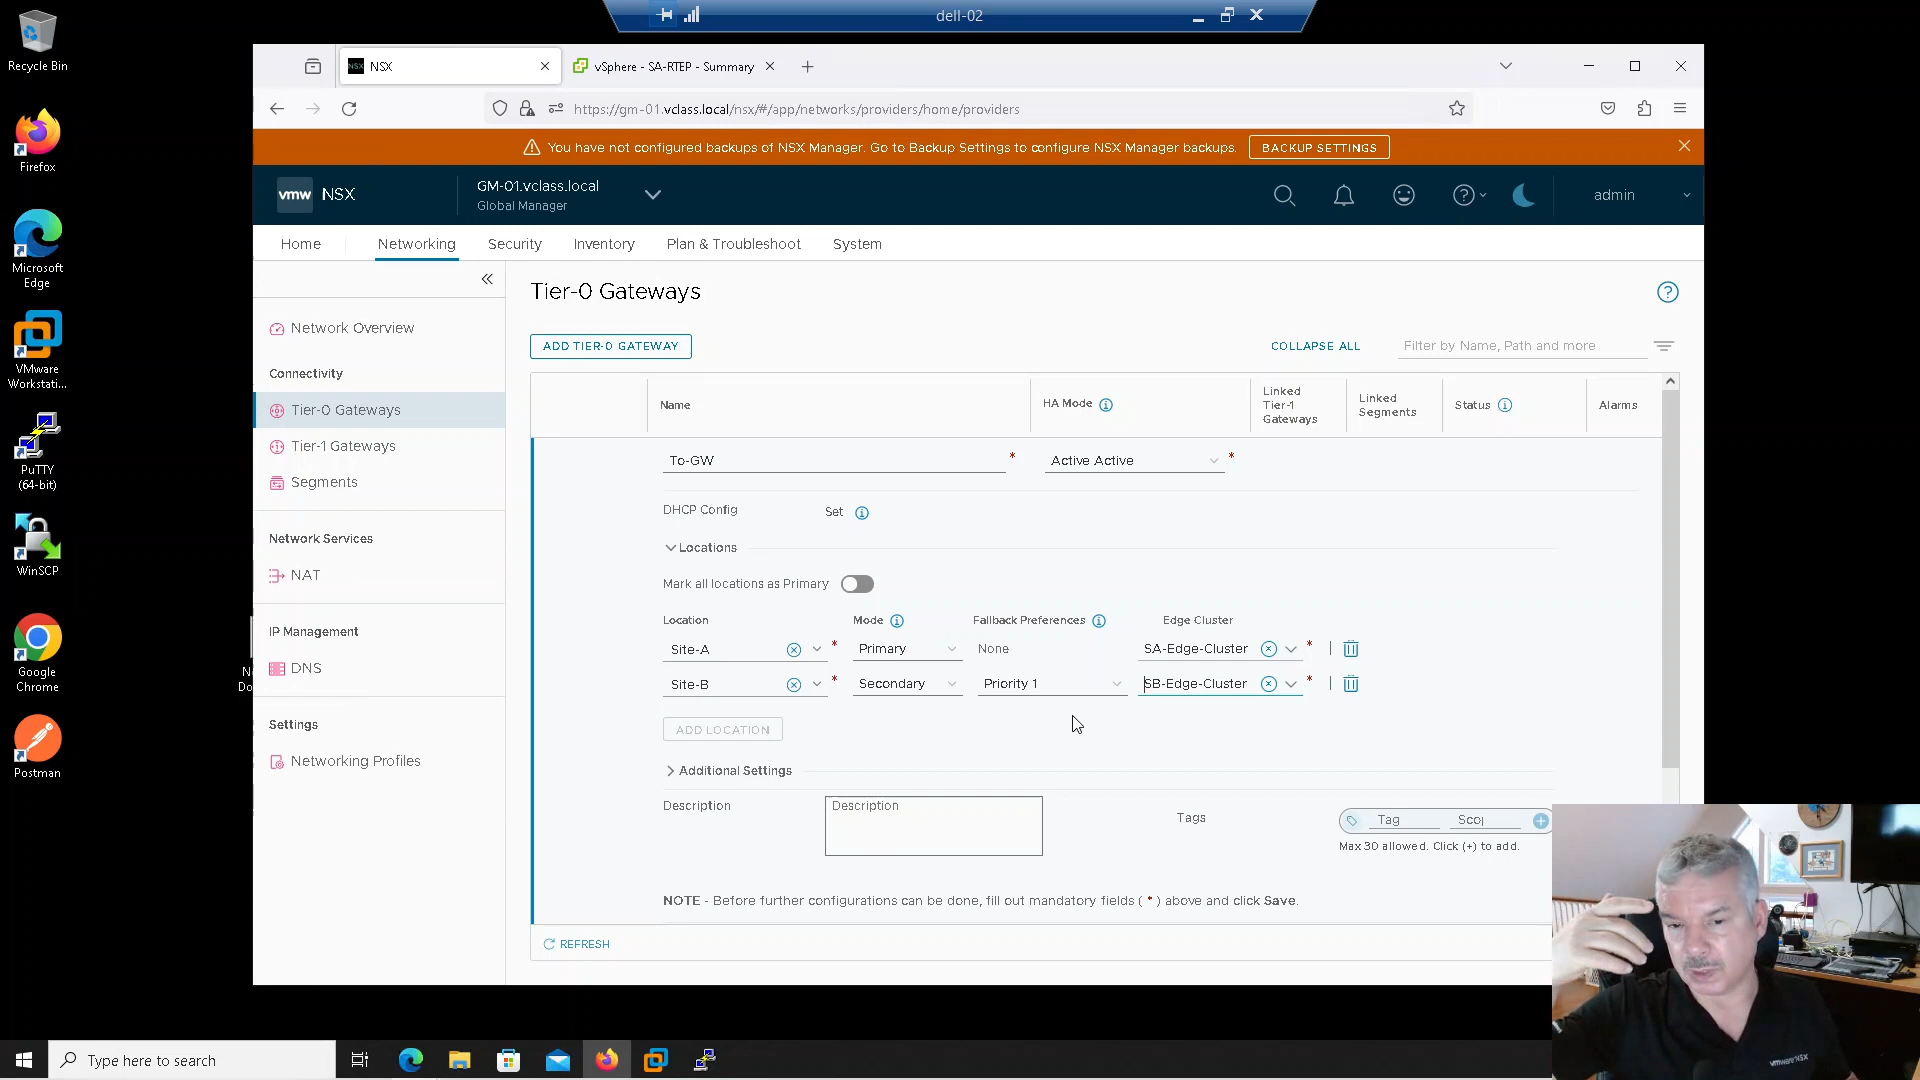 dell-02
Recycle Bin
Firefox
Microsoft
Edge
VMware
Workstati...
PuTTY
(64-bit)
WinSCP
Google
Chrome
Postman
NSX
vSphere - SA-RTEP - Summary
https://gm-01.vclass.local/nsx/#/app/networks/providers/home/providers
You have not configured backups of NSX Manager. Go to Backup Settings to configure NSX Manager backups.
BACKUP SETTINGS
vmw NSX
GM-01.vclass.local
Global Manager
admin
Home
Networking
Security
Inventory
Plan & Troubleshoot
System
Network Overview
Connectivity
Tier-0 Gateways
Tier-1 Gateways
Segments
Network Services
NAT
IP Management
DNS
Settings
Networking Profiles
Tier-0 Gateways
ADD TIER-0 GATEWAY
COLLAPSE ALL
Filter by Name, Path and more
Name
HA Mode
Linked
Tier-1
Gateways
Linked
Segments
Status
Alarms
To-GW *
Active Active *
DHCP Config
Set
Locations
Mark all locations as Primary
Location
Mode
Fallback Preferences
Edge Cluster
Site-A * Primary None SA-Edge-Cluster *
Site-B * Secondary Priority 1 SB-Edge-Cluster *
ADD LOCATION
Additional Settings
Description
Description
Tags
Tag
Max 30 allowed. Click (+) to add.
NOTE - Before further configurations can be done, fill out mandatory fields ( * ) above and click Save.
REFRESH
Type here to search
vmware NSX